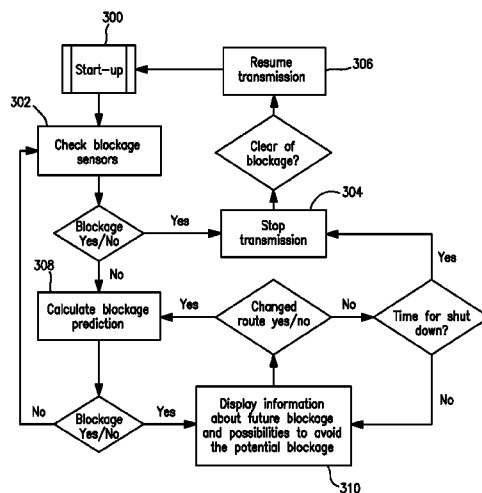 300
Start-up
Resume
transmission
306
302
Check blockage
sensors
Clear of
blockage?
304
Blockage
Yes/No
Yes
Stop
transmission
No
308
Yes
Calculate blockage
prediction
Yes
Changed
route yes/no
No
Time for shut
down?
No
Blockage
Yes/No
Yes
Display information
about future blockage
and possibilities to avoid
the potential blockage
No
310